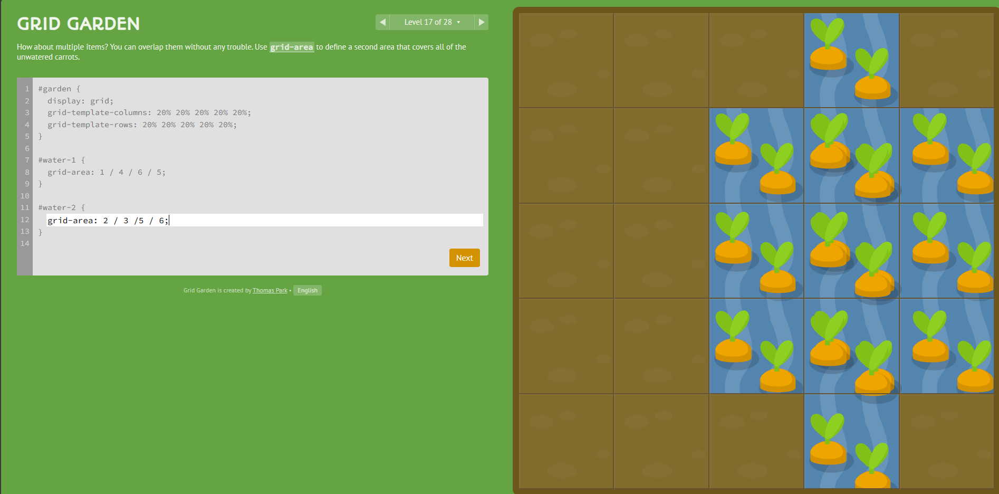 GRID GARDEN
◀ Level 17 of 28 ▾ ▶
How about multiple items? You can overlap them without any trouble. Use grid-area to define a second area that covers all of the
unwatered carrots.
1 #garden {
2   display: grid;
3   grid-template-columns: 20% 20% 20% 20% 20%;
4   grid-template-rows: 20% 20% 20% 20% 20%;
5 }
6
7 #water-1 {
8   grid-area: 1 / 4 / 6 / 5;
9 }
10
11 #water-2 {
12   grid-area: 2 / 3 /5 / 6;
13 }
14
Next
Grid Garden is created by Thomas Park • English